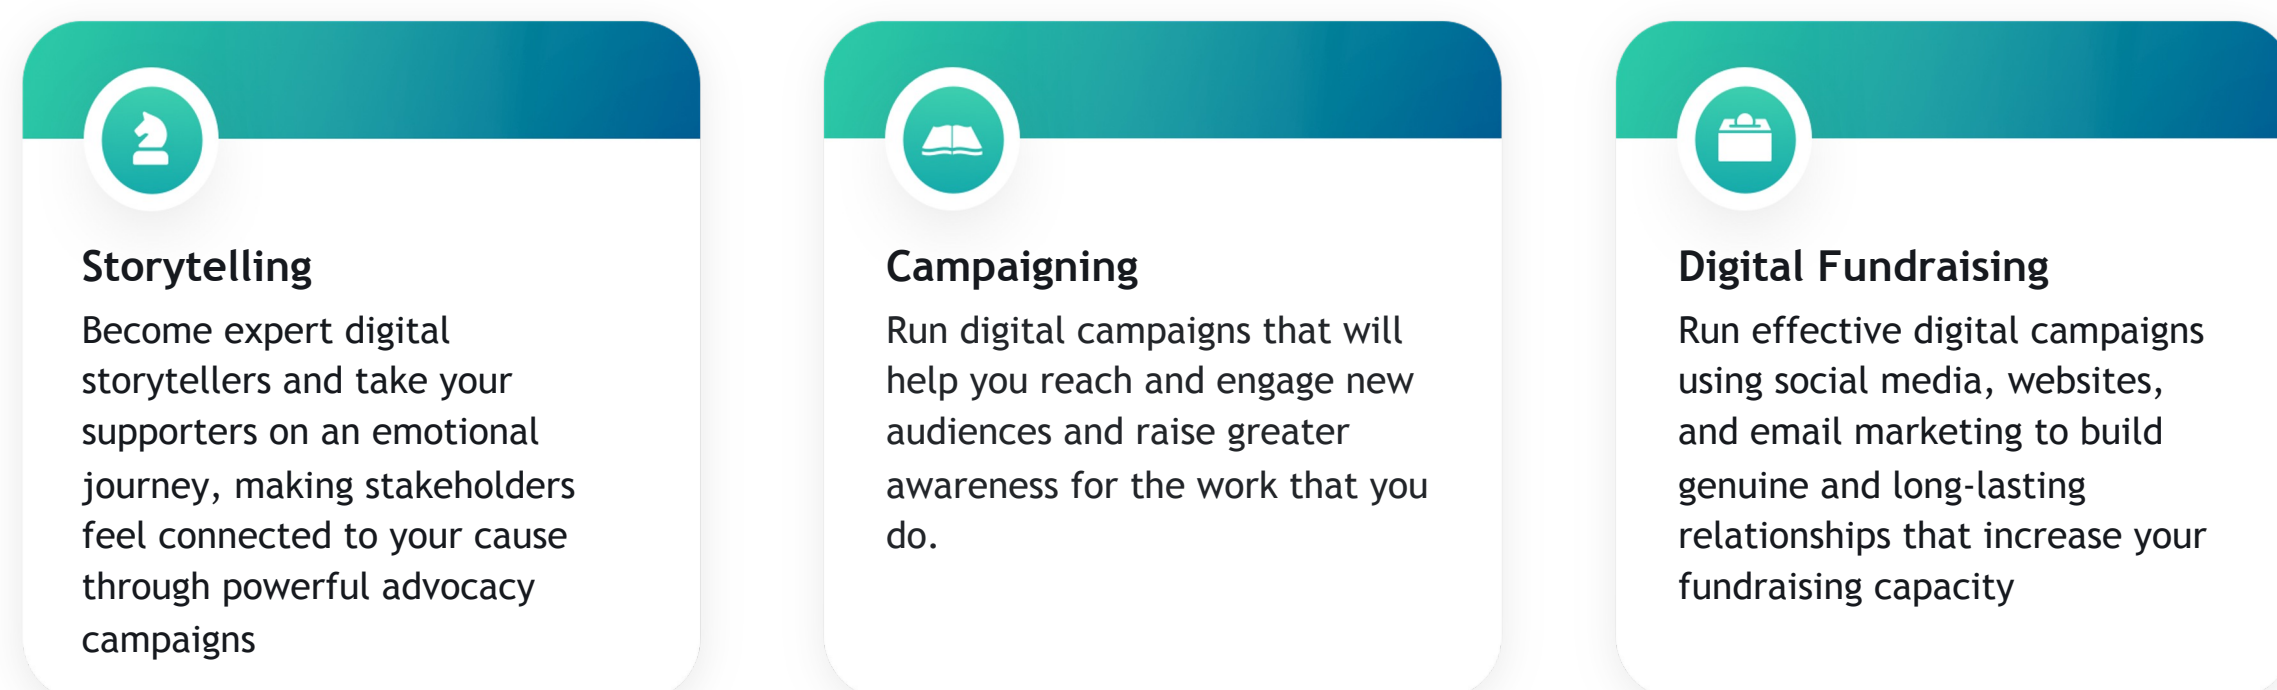 Storytelling
Become expert digital
storytellers and take your
supporters on an emotional
journey, making stakeholders
feel connected to your cause
through powerful advocacy
campaigns
Campaigning
Run digital campaigns that will
help you reach and engage new
audiences and raise greater
awareness for the work that you
do.
Digital Fundraising
Run effective digital campaigns
using social media, websites,
and email marketing to build
genuine and long-lasting
relationships that increase your
fundraising capacity